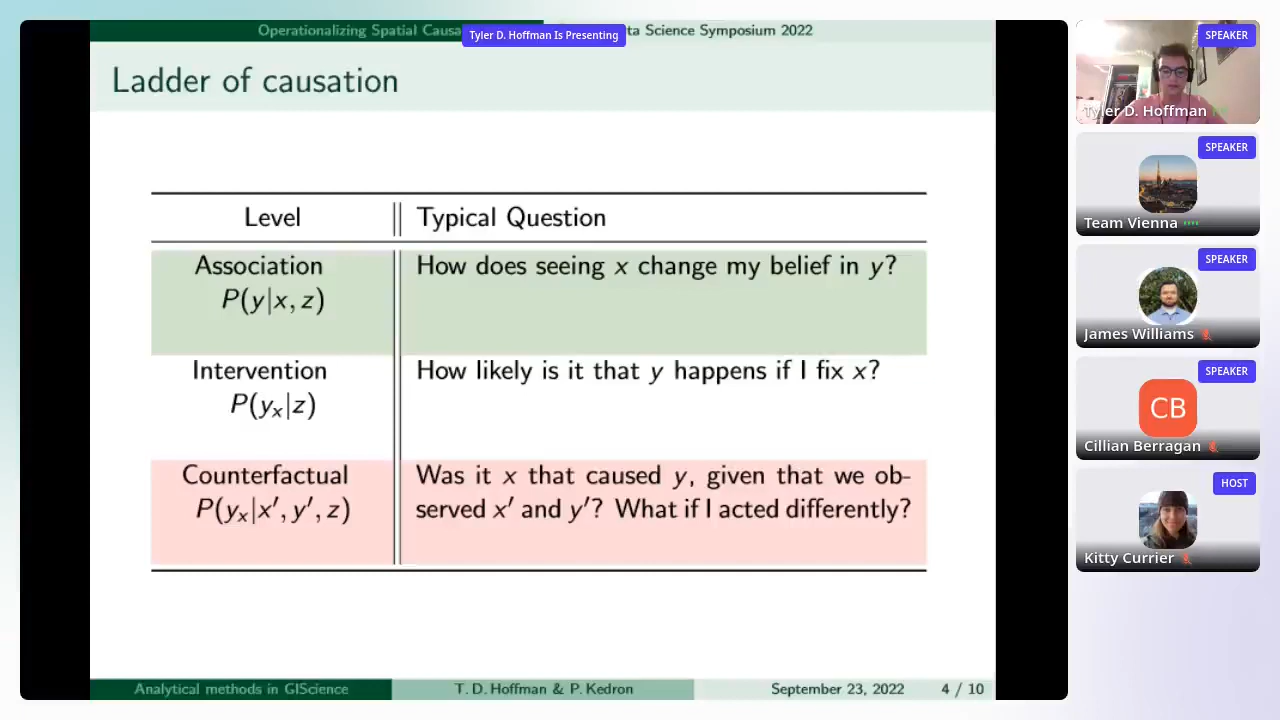 Operationalizing Spatial Causa
Tyler D. Hoffman Is Presenting
ta Science Symposium 2022
Ladder of causation
Level
Typical Question
Association
P(y|x, z)
How does seeing x change my belief in y?
Intervention
P(yₓ|z)
How likely is it that y happens if I fix x?
Counterfactual
P(yₓ|x′, y′, z)
Was it x that caused y, given that we ob-
served x′ and y′? What if I acted differently?
Analytical methods in GIScience
T. D. Hoffman & P. Kedron
September 23, 2022
4 / 10
SPEAKER
Tyler D. Hoffman
SPEAKER
Team Vienna
SPEAKER
James Williams
SPEAKER
CB
Cillian Berragan
HOST
Kitty Currier